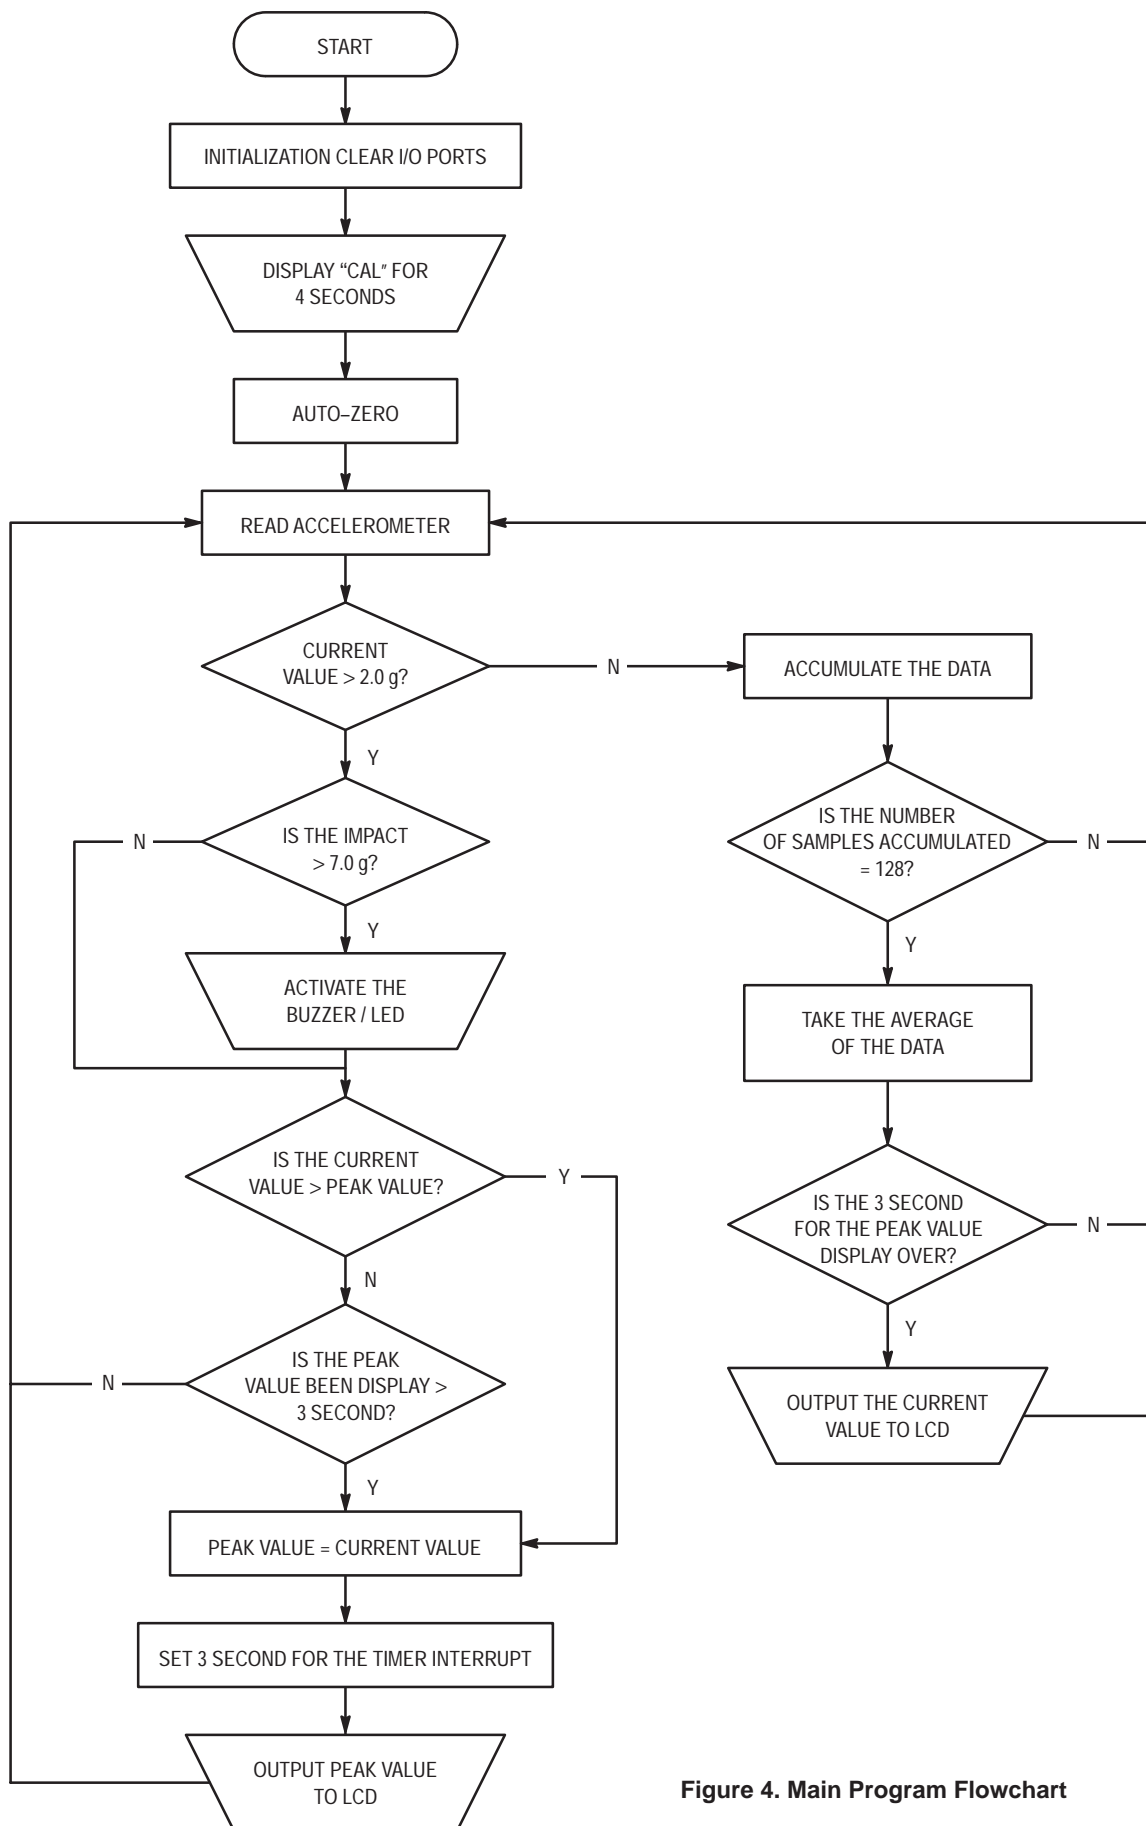 START
INITIALIZATION CLEAR I/O PORTS
DISPLAY “CAL” FOR
4 SECONDS
AUTO–ZERO
READ ACCELEROMETER
CURRENT
VALUE > 2.0 g?
N
Y
IS THE IMPACT
> 7.0 g?
N
Y
ACTIVATE THE
BUZZER / LED
IS THE CURRENT
VALUE > PEAK VALUE?
Y
N
IS THE PEAK
VALUE BEEN DISPLAY >
3 SECOND?
N
Y
PEAK VALUE = CURRENT VALUE
SET 3 SECOND FOR THE TIMER INTERRUPT
OUTPUT PEAK VALUE
TO LCD
ACCUMULATE THE DATA
IS THE NUMBER
OF SAMPLES ACCUMULATED
= 128?
N
Y
TAKE THE AVERAGE
OF THE DATA
IS THE 3 SECOND
FOR THE PEAK VALUE
DISPLAY OVER?
N
Y
OUTPUT THE CURRENT
VALUE TO LCD
Figure 4. Main Program Flowchart